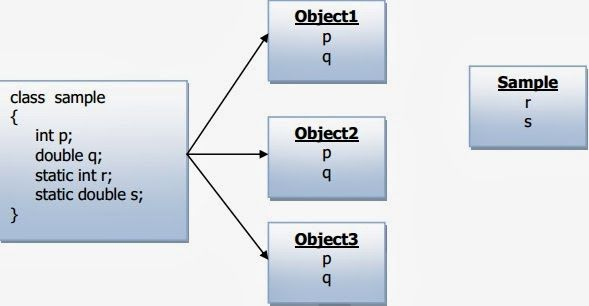 class sample
{
int p;
double q;
static int r;
static double s;
}
Object1
p
q
Object2
p
q
Object3
p
q
Sample
r
s